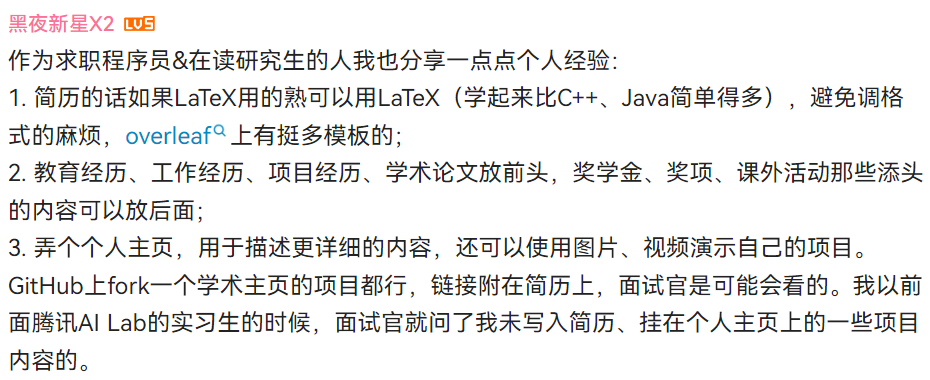 黑夜新星X2 LV5
作为求职程序员&在读研究生的人我也分享一点点个人经验：
1. 简历的话如果LaTeX用的熟可以用LaTeX（学起来比C++、Java简单得多），避免调格
式的麻烦，overleaf 上有挺多模板的；
2. 教育经历、工作经历、项目经历、学术论文放前头，奖学金、奖项、课外活动那些添头
的内容可以放后面；
3. 弄个个人主页，用于描述更详细的内容，还可以使用图片、视频演示自己的项目。
GitHub上fork一个学术主页的项目都行，链接附在简历上，面试官是可能会看的。我以前
面腾讯AI Lab的实习生的时候，面试官就问了我未写入简历、挂在个人主页上的一些项目
内容的。